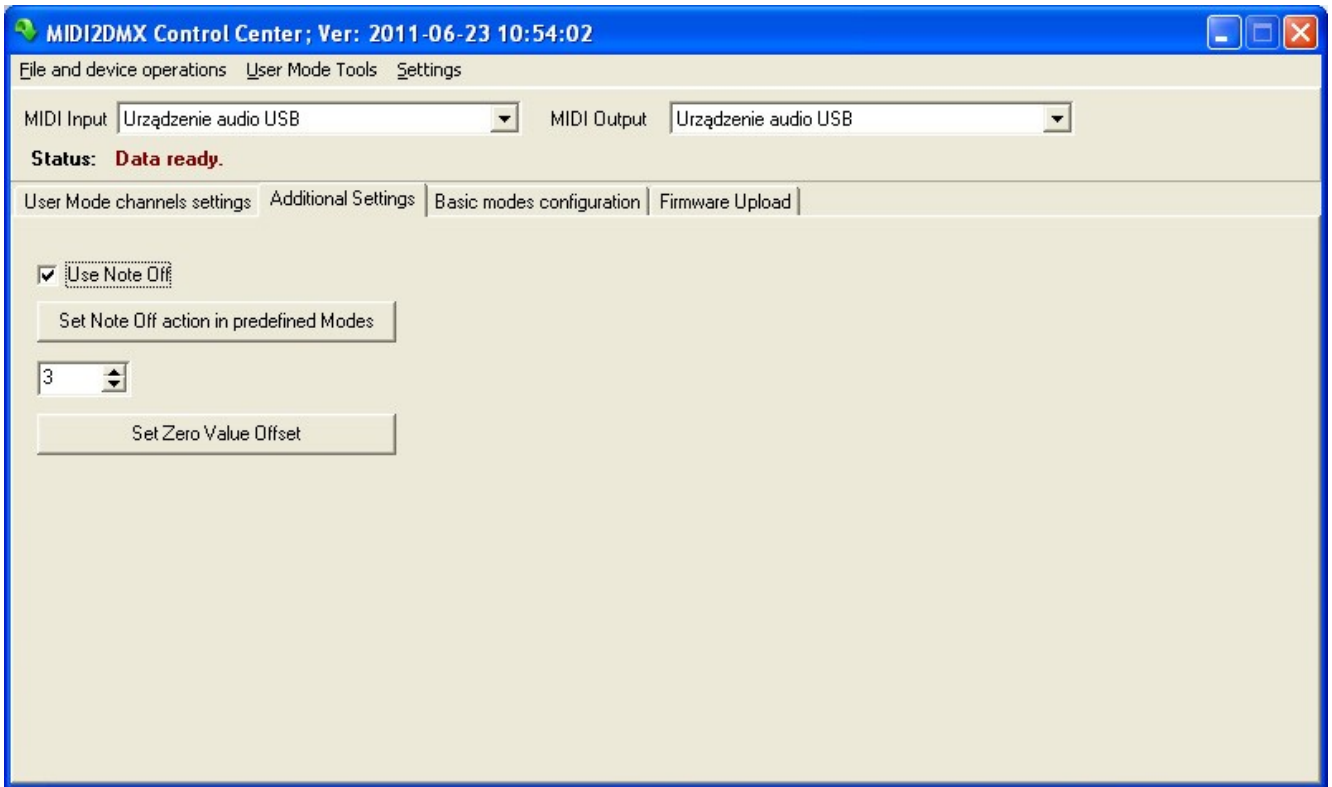 MIDI2DMX Control Center; Ver: 2011-06-23 10:54:02
File and device operations User Mode Tools Settings
MIDI Input Urządzenie audio USB MIDI Output Urządzenie audio USB
Status: Data ready.
User Mode channels settings Additional Settings Basic modes configuration Firmware Upload
Use Note Off
Set Note Off action in predefined Modes
3
Set Zero Value Offset